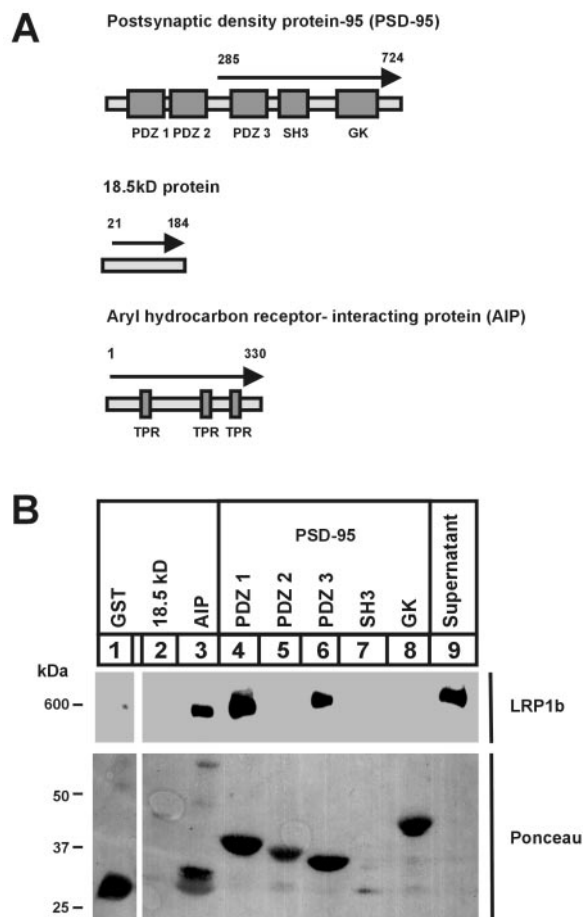 A
Postsynaptic density protein-95 (PSD-95)
285 724
PDZ 1 PDZ 2 PDZ 3 SH3 GK
18.5kD protein
21 184
Aryl hydrocarbon receptor- interacting protein (AIP)
1 330
TPR TPR TPR
B
PSD-95
GST 18.5 kD AIP PDZ 1 PDZ 2 PDZ 3 SH3 GK Supernatant
1 2 3 4 5 6 7 8 9
kDa
600 LRP1b
50
37 Ponceau
25